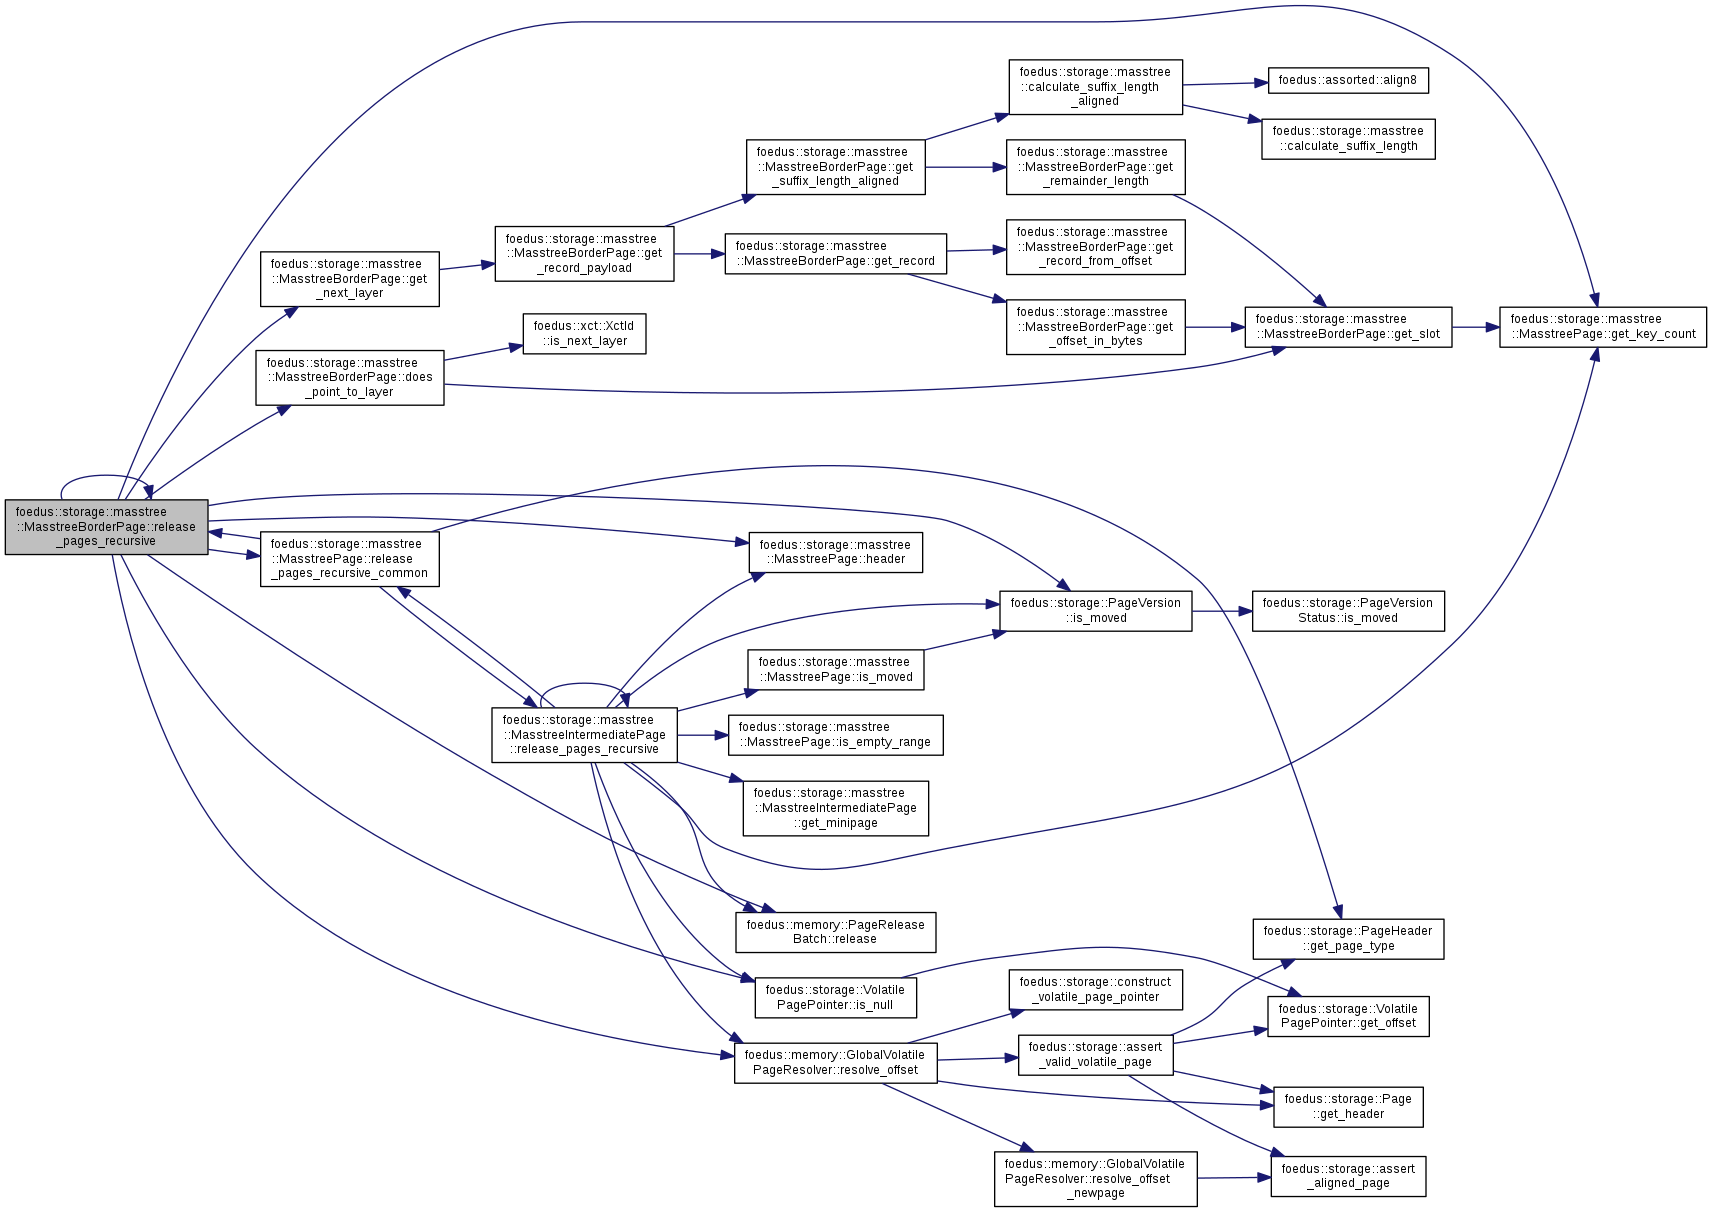 foedus::storage::masstree
::calculate_suffix_length
_aligned
foedus::assorted::align8
foedus::storage::masstree
::calculate_suffix_length
foedus::storage::masstree
::MasstreeBorderPage::get
_suffix_length_aligned
foedus::storage::masstree
::MasstreeBorderPage::get
_remainder_length
foedus::storage::masstree
::MasstreeBorderPage::get
_record_payload
foedus::storage::masstree
::MasstreeBorderPage::get_record
foedus::storage::masstree
::MasstreeBorderPage::get
_record_from_offset
foedus::storage::masstree
::MasstreeBorderPage::get
_next_layer
foedus::xct::XctId
::is_next_layer
foedus::storage::masstree
::MasstreeBorderPage::get
_offset_in_bytes
foedus::storage::masstree
::MasstreeBorderPage::get_slot
foedus::storage::masstree
::MasstreePage::get_key_count
foedus::storage::masstree
::MasstreeBorderPage::does
_point_to_layer
foedus::storage::masstree
::MasstreeBorderPage::release
_pages_recursive
foedus::storage::masstree
::MasstreePage::release
_pages_recursive_common
foedus::storage::masstree
::MasstreePage::header
foedus::storage::PageVersion
::is_moved
foedus::storage::PageVersion
Status::is_moved
foedus::storage::masstree
::MasstreePage::is_moved
foedus::storage::masstree
::MasstreeIntermediatePage
::release_pages_recursive
foedus::storage::masstree
::MasstreePage::is_empty_range
foedus::storage::masstree
::MasstreeIntermediatePage
::get_minipage
foedus::memory::PageRelease
Batch::release
foedus::storage::PageHeader
::get_page_type
foedus::storage::Volatile
PagePointer::is_null
foedus::storage::construct
_volatile_page_pointer
foedus::storage::Volatile
PagePointer::get_offset
foedus::memory::GlobalVolatile
PageResolver::resolve_offset
foedus::storage::assert
_valid_volatile_page
foedus::storage::Page
::get_header
foedus::memory::GlobalVolatile
PageResolver::resolve_offset
_newpage
foedus::storage::assert
_aligned_page